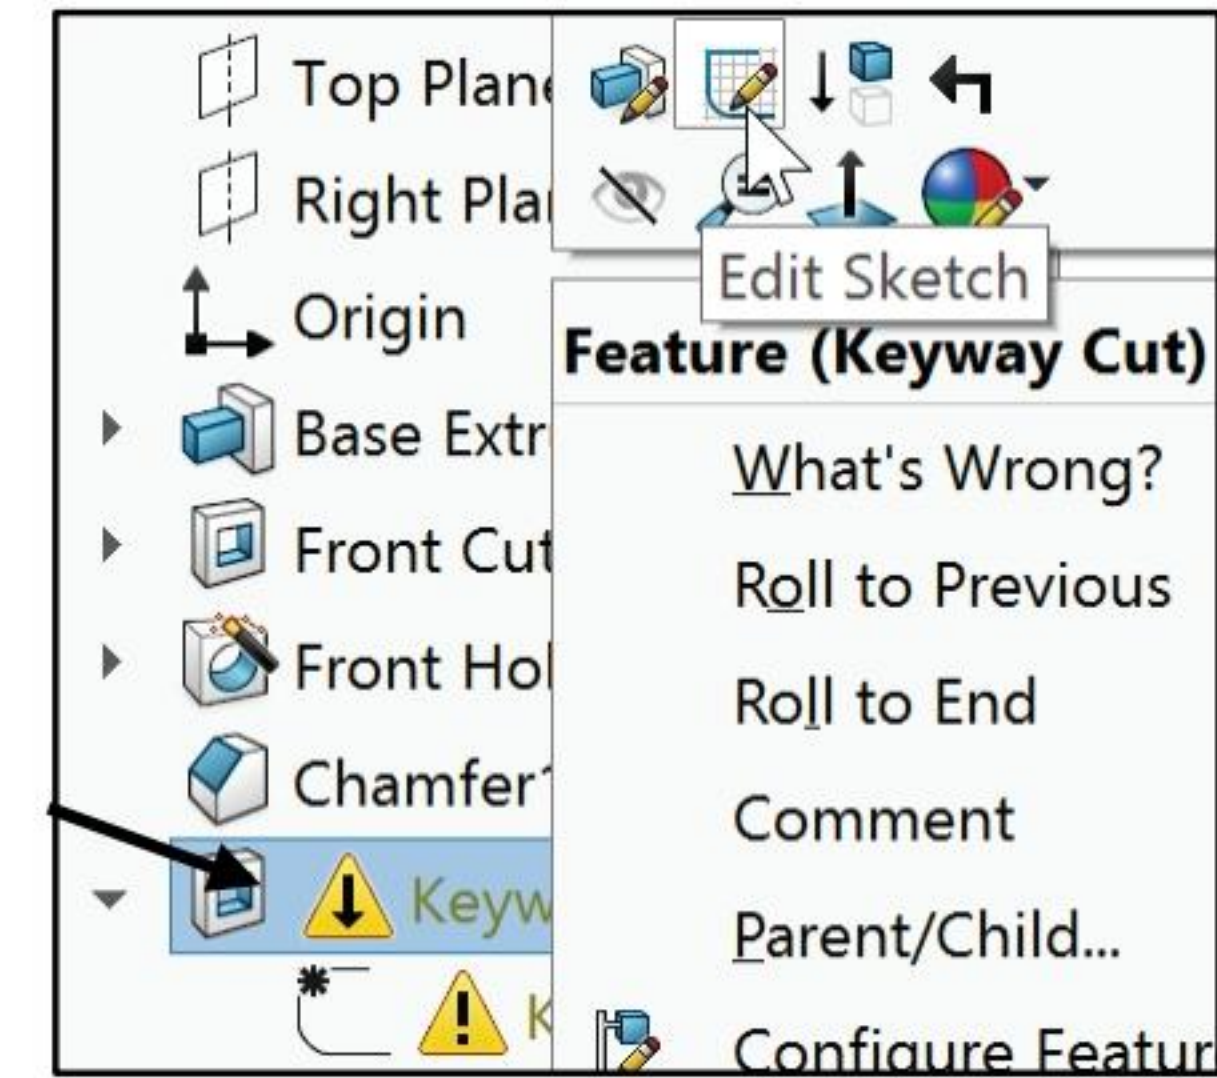 Top Plane
Right Pla
Origin
Base Extr
Front Cut
Front Hol
Chamfer1
Keyw
K
Edit Sketch
Feature (Keyway Cut)
What's Wrong?
Roll to Previous
Roll to End
Comment
Parent/Child...
Configure Featur